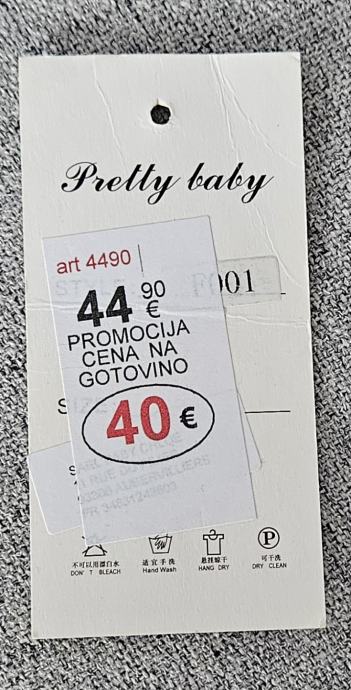 Pretty baby
art 4490
F001
44 90 €
PROMOCIJA
CENA NA
GOTOVINO
40 €
93300 AUBERVILLIERS
不可以用漂白水
适宜手洗
悬挂晾干
可干洗
DON'T BLEACH
Hand Wash
HANG DRY
DRY CLEAN